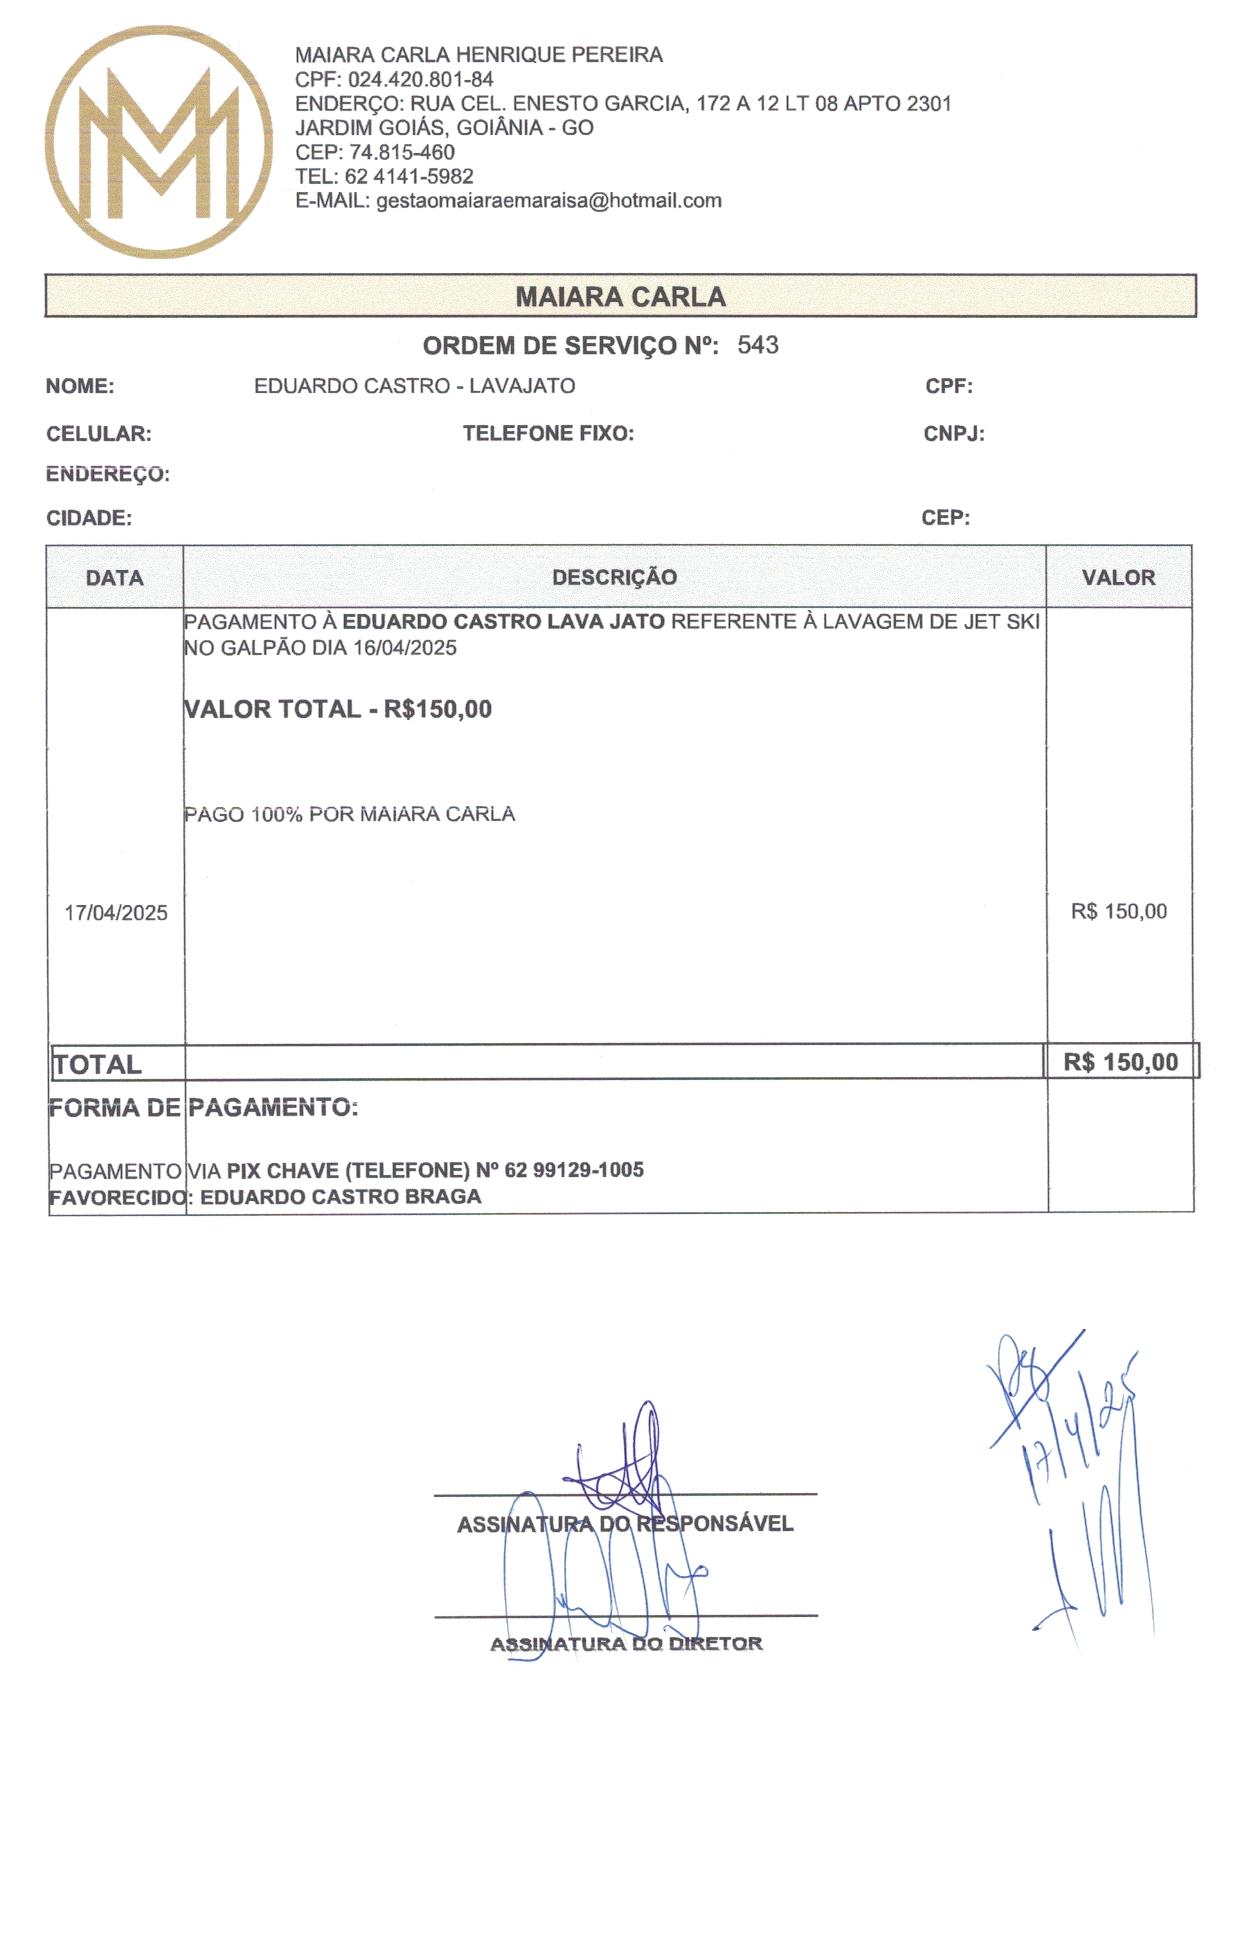 MAIARA CARLA HENRIQUE PEREIRA
CPF: 024.420.801-84
ENDERÇO: RUA CEL. ENESTO GARCIA, 172 A 12 LT 08 APTO 2301
JARDIM GOIÁS, GOIÂNIA - GO
CEP: 74.815-460
TEL: 62 4141-5982
E-MAIL: gestaomaiaraemaraisa@hotmail.com
MAIARA CARLA
ORDEM DE SERVIÇO Nº: 543
NOME: EDUARDO CASTRO - LAVAJATO CPF:
CELULAR: TELEFONE FIXO: CNPJ:
ENDEREÇO:
CIDADE: CEP:
DATA DESCRIÇÃO VALOR
PAGAMENTO À EDUARDO CASTRO LAVA JATO REFERENTE À LAVAGEM DE JET SKI
NO GALPÃO DIA 16/04/2025
VALOR TOTAL - R$150,00
PAGO 100% POR MAIARA CARLA
17/04/2025 R$ 150,00
TOTAL R$ 150,00
FORMA DE PAGAMENTO:
PAGAMENTO VIA PIX CHAVE (TELEFONE) Nº 62 99129-1005
FAVORECIDO: EDUARDO CASTRO BRAGA
17/4/25
ASSINATURA DO RESPONSÁVEL
ASSINATURA DO DIRETOR